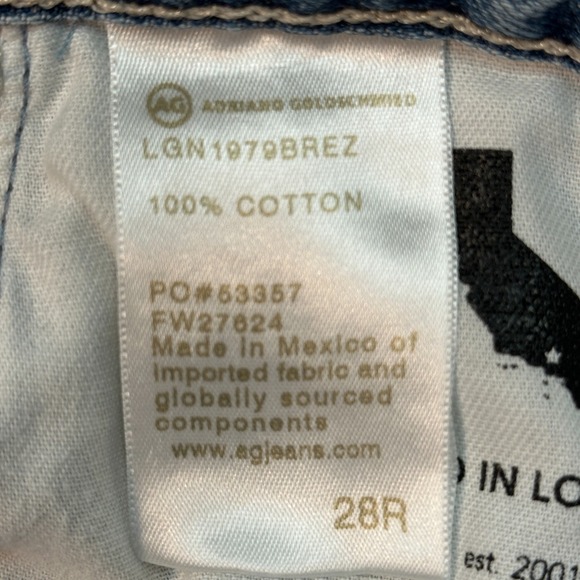 AG ADRIANO GOLDSCHMIED
LGN1979BREZ
100% COTTON
PO#53357
FW27624
Made in Mexico of
imported fabric and
globally sourced
components
www.agjeans.com
28R
IN LO
est. 2001